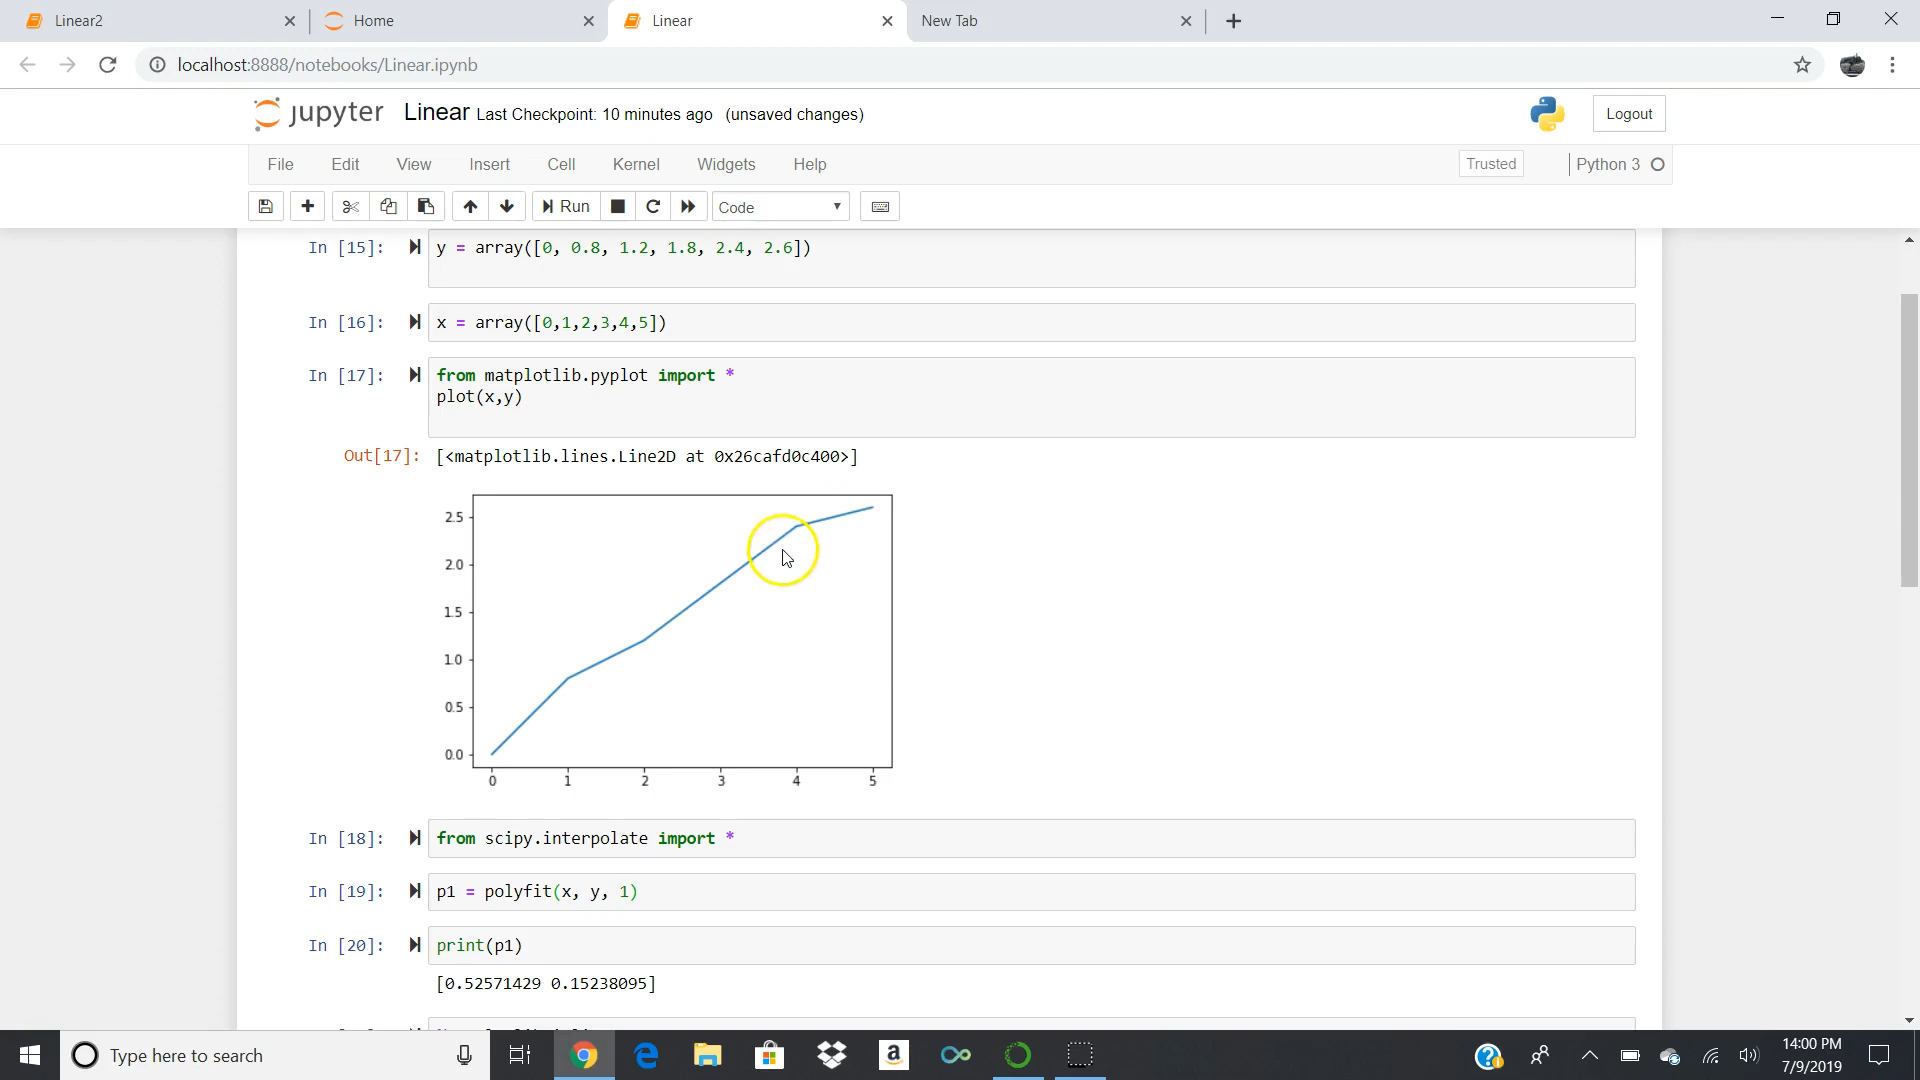 Linear2
Home
Linear
New Tab
localhost:8888/notebooks/Linear.ipynb
jupyter Linear Last Checkpoint: 10 minutes ago (unsaved changes)
Logout
File Edit View Insert Cell Kernel Widgets Help
Trusted
Python 3
Run
Code
In [15]: y = array([0, 0.8, 1.2, 1.8, 2.4, 2.6])
In [16]: x = array([0,1,2,3,4,5])
In [17]: from matplotlib.pyplot import *
plot(x,y)
Out[17]: [<matplotlib.lines.Line2D at 0x26cafd0c400>]
2.5
2.0
1.5
1.0
0.5
0.0
0 1 2 3 4 5
In [18]: from scipy.interpolate import *
In [19]: p1 = polyfit(x, y, 1)
In [20]: print(p1)
[0.52571429 0.15238095]
Type here to search
14:00 PM
7/9/2019